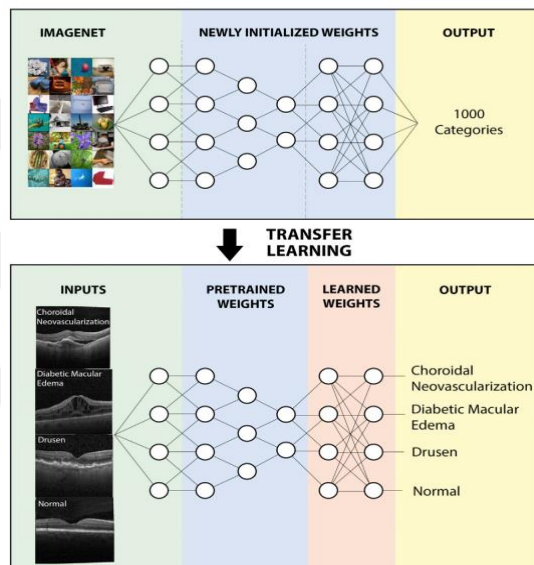 IMAGENET
NEWLY INITIALIZED WEIGHTS
OUTPUT
1000
Categories
TRANSFER
LEARNING
INPUTS
PRETRAINED
WEIGHTS
LEARNED
WEIGHTS
OUTPUT
Choroidal
Neovascularization
Diabetic Macular
Edema
Drusen
Normal
Choroidal
Neovascularization
Diabetic Macular
Edema
Drusen
Normal